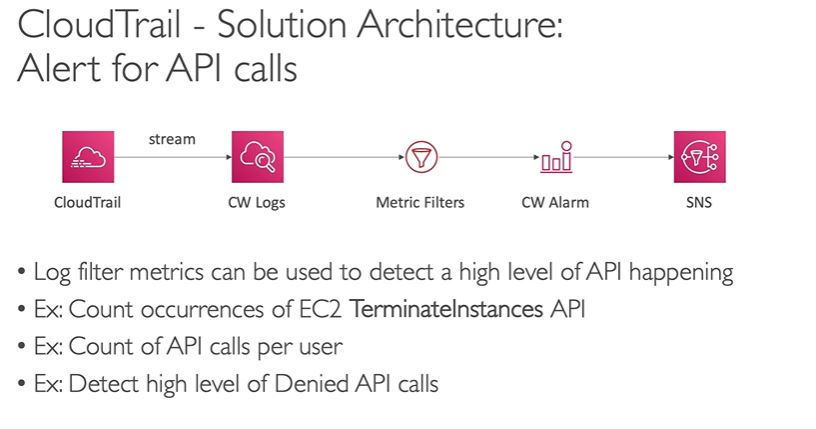 CloudTrail - Solution Architecture:
Alert for API calls
stream
CloudTrail
CW Logs
Metric Filters
CW Alarm
SNS
• Log filter metrics can be used to detect a high level of API happening
• Ex: Count occurrences of EC2 TerminateInstances API
• Ex: Count of API calls per user
• Ex: Detect high level of Denied API calls